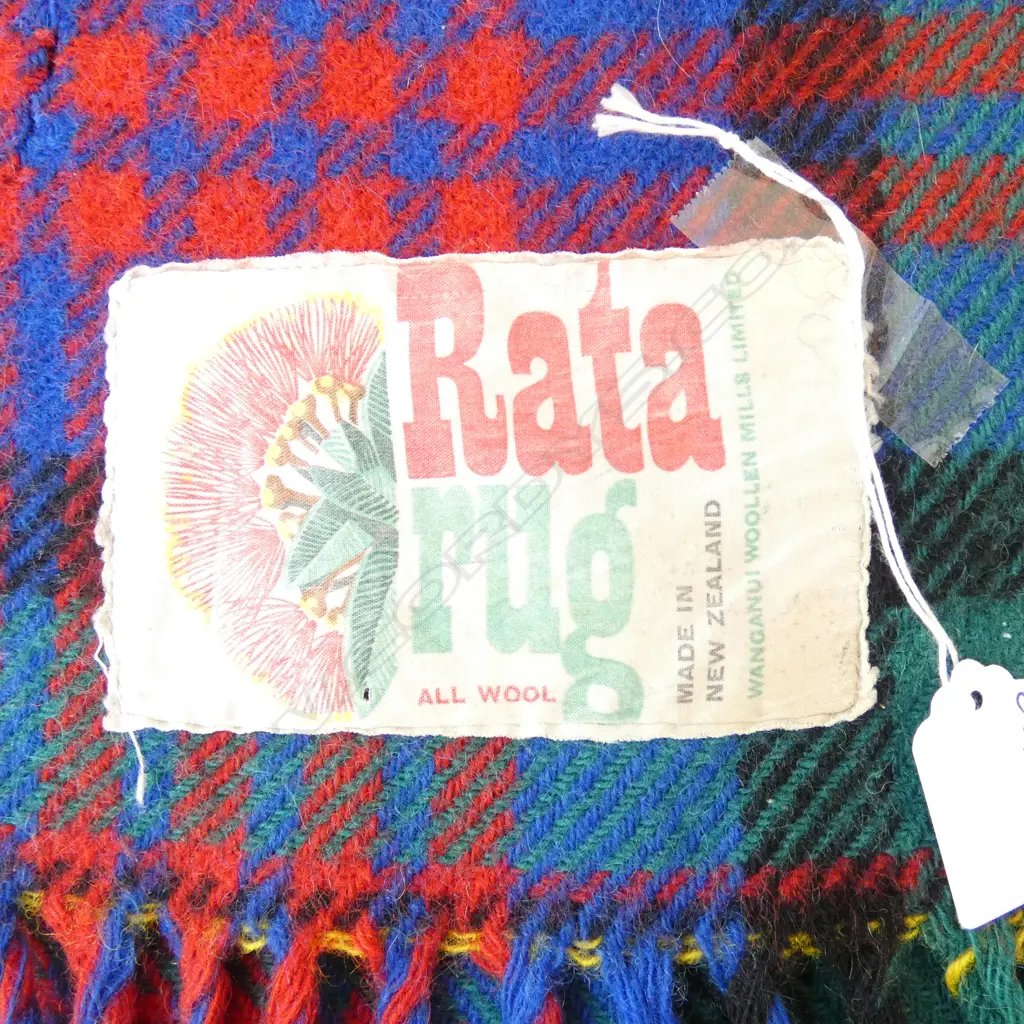 Rata
rug
ALL WOOL
MADE IN
NEW ZEALAND
WANGANUI WOOLLEN MILLS LIMITED